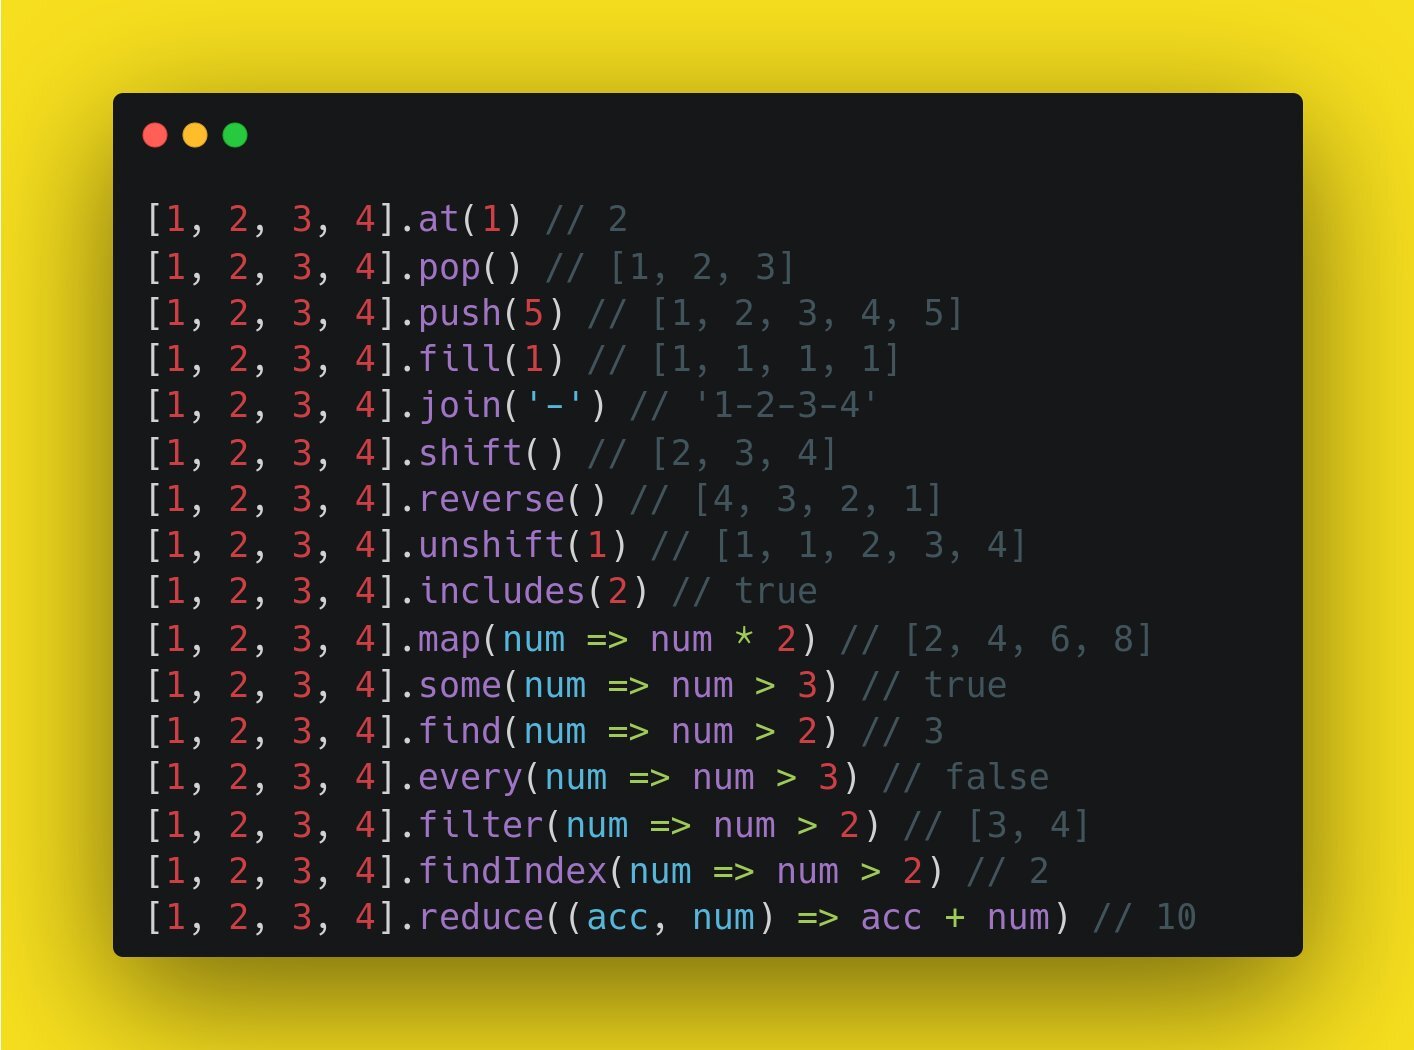 [1, 2, 3, 4].at(1) // 2
[1, 2, 3, 4].pop() // [1, 2, 3]
[1, 2, 3, 4].push(5) // [1, 2, 3, 4, 5]
[1, 2, 3, 4].fill(1) // [1, 1, 1, 1]
[1, 2, 3, 4].join('-') // '1-2-3-4'
[1, 2, 3, 4].shift() // [2, 3, 4]
[1, 2, 3, 4].reverse() // [4, 3, 2, 1]
[1, 2, 3, 4].unshift(1) // [1, 1, 2, 3, 4]
[1, 2, 3, 4].includes(2) // true
[1, 2, 3, 4].map(num => num * 2) // [2, 4, 6, 8]
[1, 2, 3, 4].some(num => num > 3) // true
[1, 2, 3, 4].find(num => num > 2) // 3
[1, 2, 3, 4].every(num => num > 3) // false
[1, 2, 3, 4].filter(num => num > 2) // [3, 4]
[1, 2, 3, 4].findIndex(num => num > 2) // 2
[1, 2, 3, 4].reduce((acc, num) => acc + num) // 10